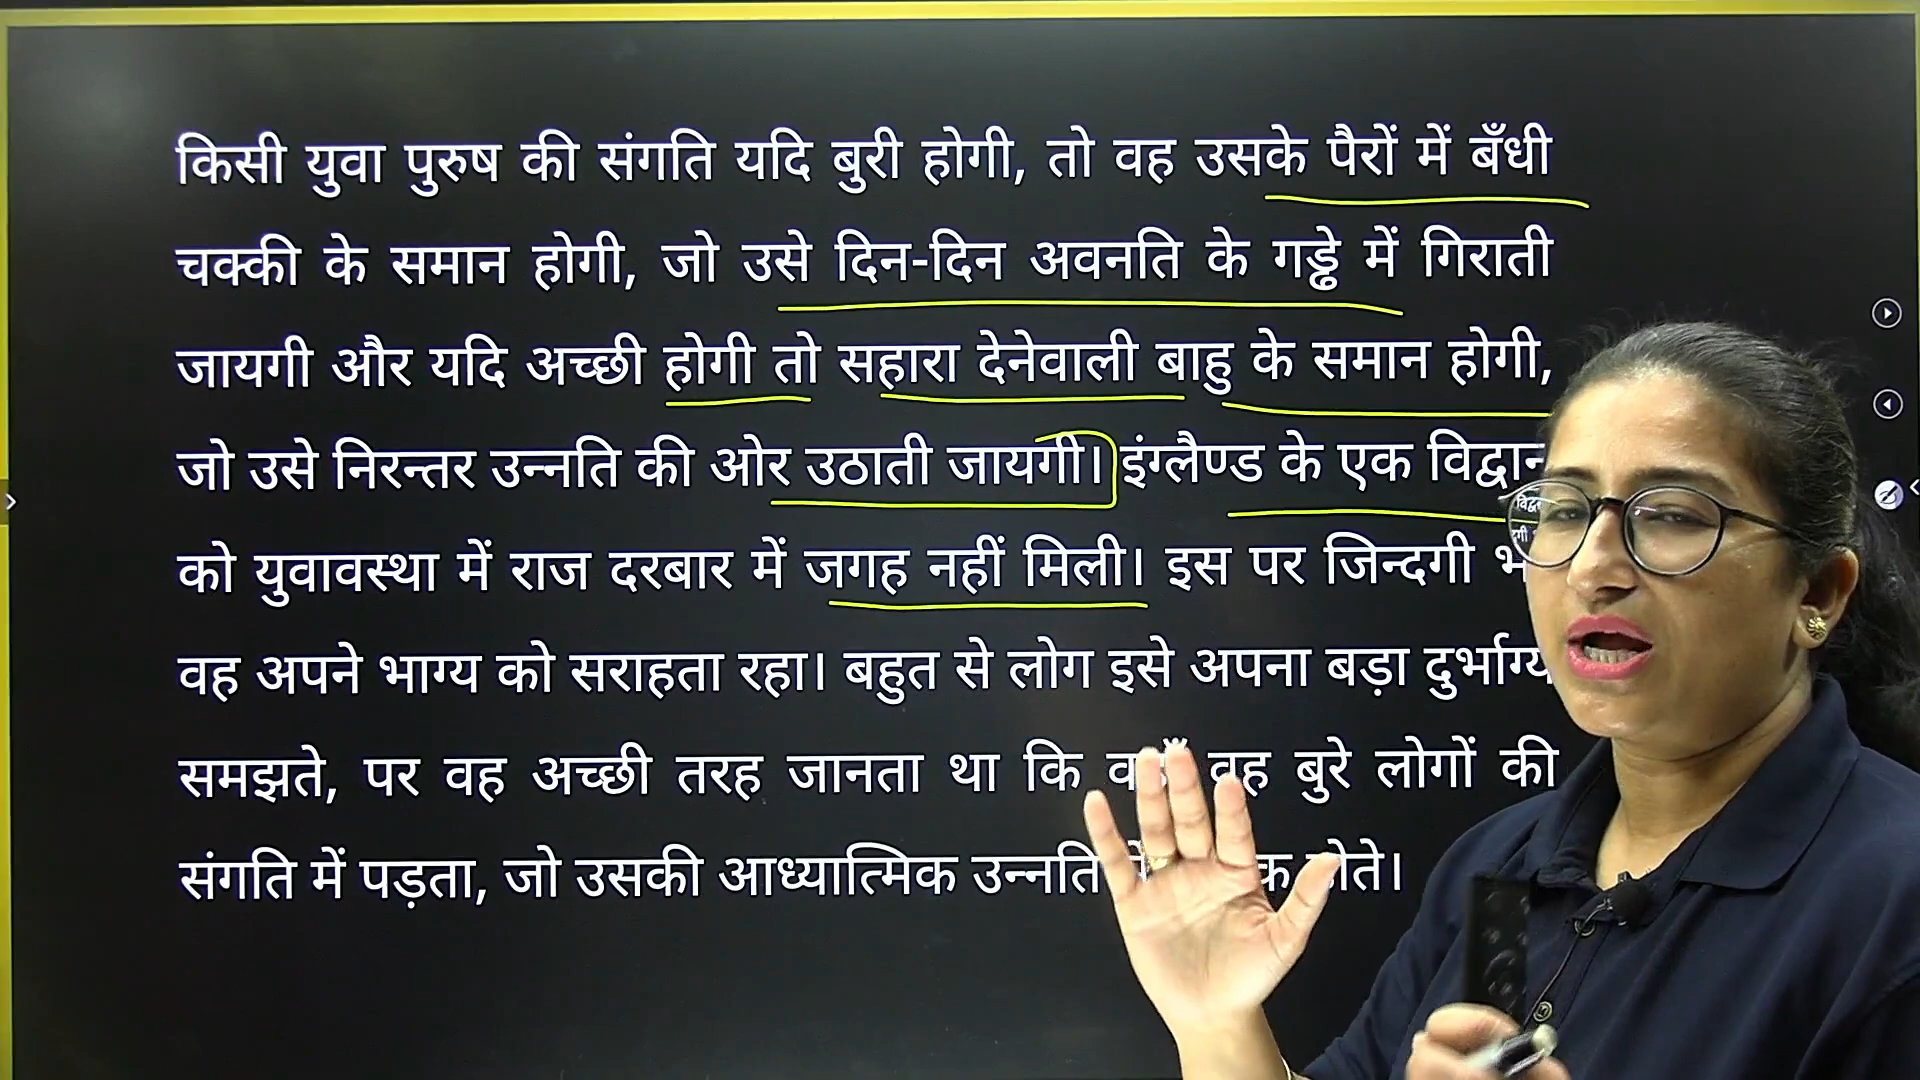 किसी युवा पुरुष की संगति यदि बुरी होगी, तो वह उसके पैरों में बँधी
चक्की के समान होगी, जो उसे दिन-दिन अवनति के गड्ढे में गिराती
जायगी और यदि अच्छी होगी तो सहारा देनेवाली बाहु के समान होगी,
जो उसे निरन्तर उन्नति की ओर उठाती जायगी। इंग्लैण्ड के एक विद्वान
को युवावस्था में राज दरबार में जगह नहीं मिली। इस पर जिन्दगी
वह अपने भाग्य को सराहता रहा। बहुत से लोग इसे अपना बड़ा दुर्भाग्य
समझते, पर वह अच्छी तरह जानता था कि वह बुरे लोगों की
संगति में पड़ता, जो उसकी आध्यात्मिक उन्नति होते।